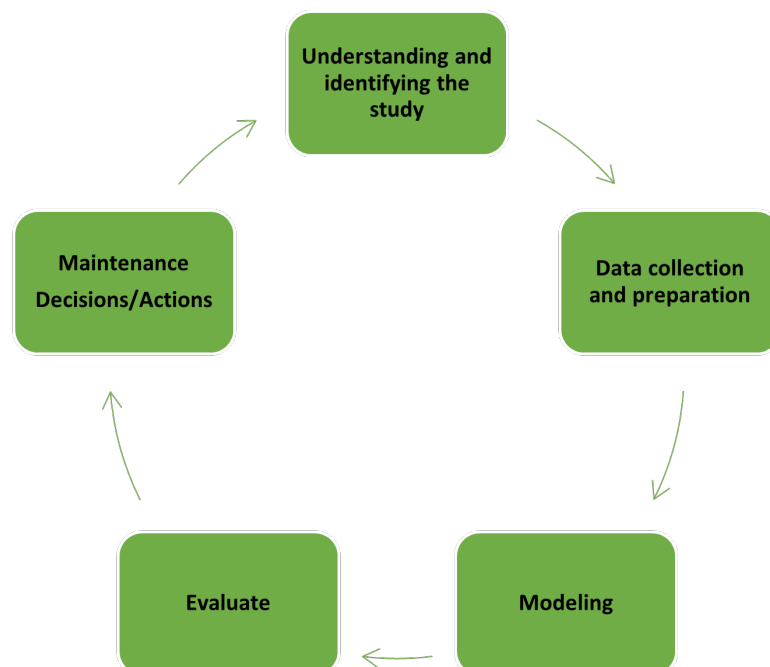 Understanding and
identifying the
study
Data collection
and preparation
Modeling
Evaluate
Maintenance
Decisions/Actions